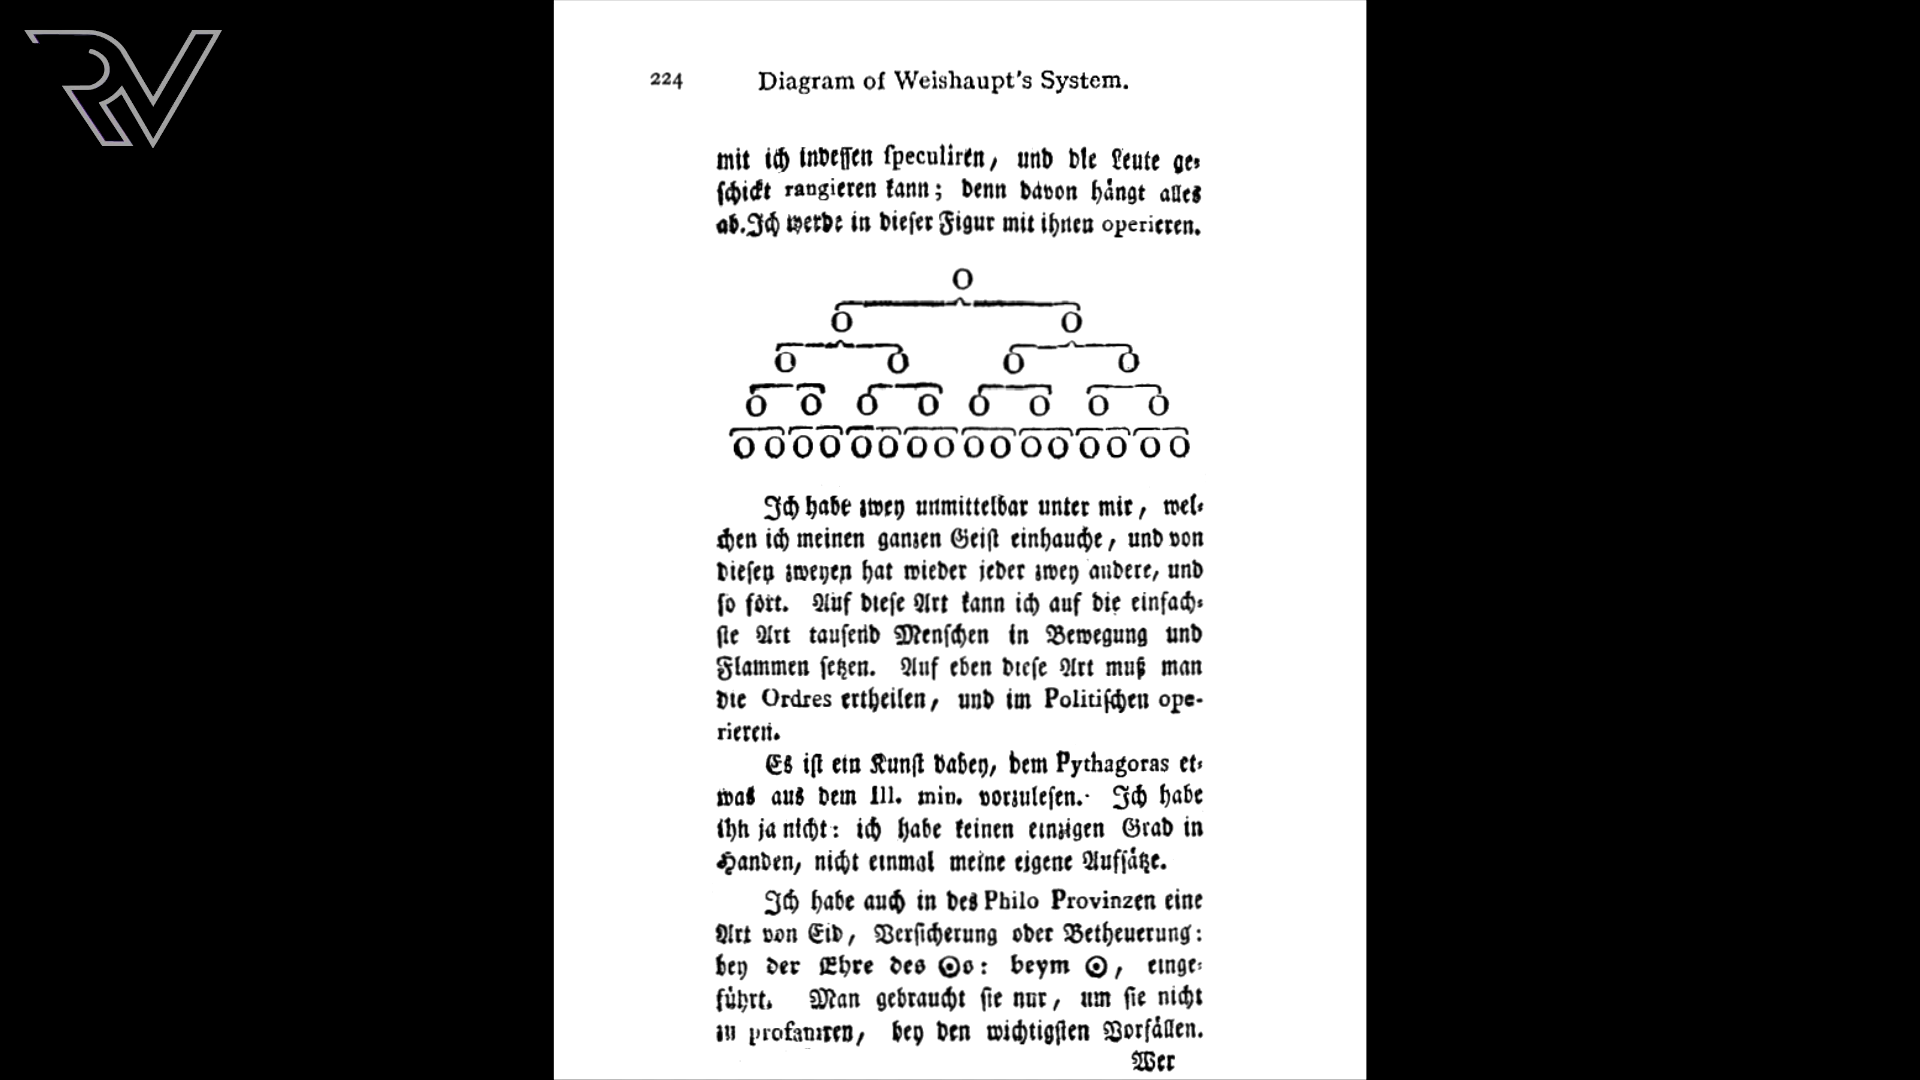 RV
224 Diagram of Weishaupt's System.
mit ich indeſſen ſpeculiren, und die Leute ge-
ſchickt rangieren kann; denn davon hängt alles
ab. Ich werde in dieſer Figur mit ihnen operieren.
O
O O
O O O O
O O O O O O O O
O O O O O O O O O O O O O O O O
Ich habe zwey unmittelbar unter mir, wel-
chen ich meinen ganzen Geiſt einhauche, und von
dieſen zweyen hat wieder jeder zwey andere, und
ſo fort. Auf dieſe Art kann ich auf die einfach-
ſte Art tauſend Menſchen in Bewegung und
Flammen ſetzen. Auf eben dieſe Art muß man
die Ordres ertheilen, und im Politiſchen ope-
rieren.
Es iſt ein Kunſt dabey, dem Pythagoras et-
was aus dem Ill. min. vorzuleſen. Ich habe
ihn ja nicht: ich habe keinen einzigen Grad in
Handen, nicht einmal meine eigene Aufſätze.
Ich habe auch in des Philo Provinzen eine
Art von Eid, Verſicherung oder Betheuerung:
bey der Ehre des ☉s: beym ☉, einge-
führt. Man gebraucht ſie nur, um ſie nicht
zu profaniren, bey den wichtigſten Vorfällen.
Wer